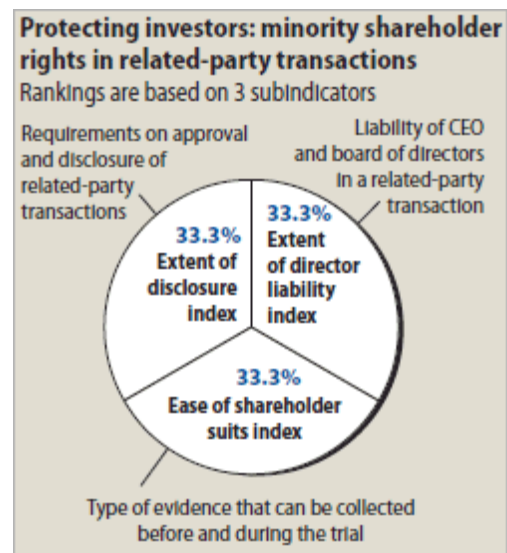 Protecting investors: minority shareholder
rights in related-party transactions
Rankings are based on 3 subindicators
Requirements on approval
and disclosure of
related-party
transactions
Liability of CEO
and board of directors
in a related-party
transaction
33.3%
Extent of
disclosure
index
33.3%
Extent
of director
liability
index
33.3%
Ease of shareholder
suits index
Type of evidence that can be collected
before and during the trial